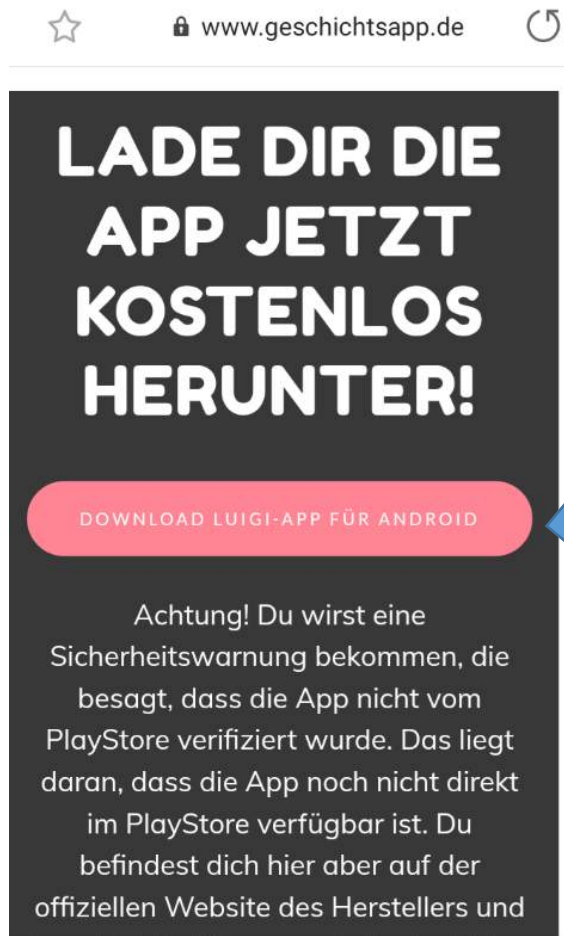 www.geschichtsapp.de
LADE DIR DIE
APP JETZT
KOSTENLOS
HERUNTER!
DOWNLOAD LUIGI-APP FÜR ANDROID
Achtung! Du wirst eine
Sicherheitswarnung bekommen, die
besagt, dass die App nicht vom
PlayStore verifiziert wurde. Das liegt
daran, dass die App noch nicht direkt
im PlayStore verfügbar ist. Du
befindest dich hier aber auf der
offiziellen Website des Herstellers und